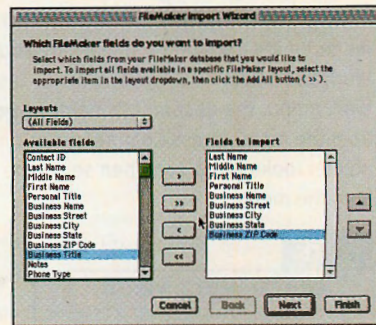 FileMaker Import Wizard
Which FileMaker fields do you want to import?
Select which fields from your FileMaker database that you would like to
import. To import all fields available in a specific FileMaker layout, select the
appropriate item in the layout dropdown, then click the Add All button ( >> ).
Layouts
(All Fields)
Available fields
Contact ID
Last Name
Middle Name
First Name
Personal Title
Business Name
Business Street
Business City
Business State
Business ZIP Code
Business Title
Notes
Phone Type
>
>>
<
<<
Fields to import
Last Name
Middle Name
First Name
Personal Title
Business Name
Business Street
Business City
Business State
Business ZIP Code
Cancel
Back
Next
Finish